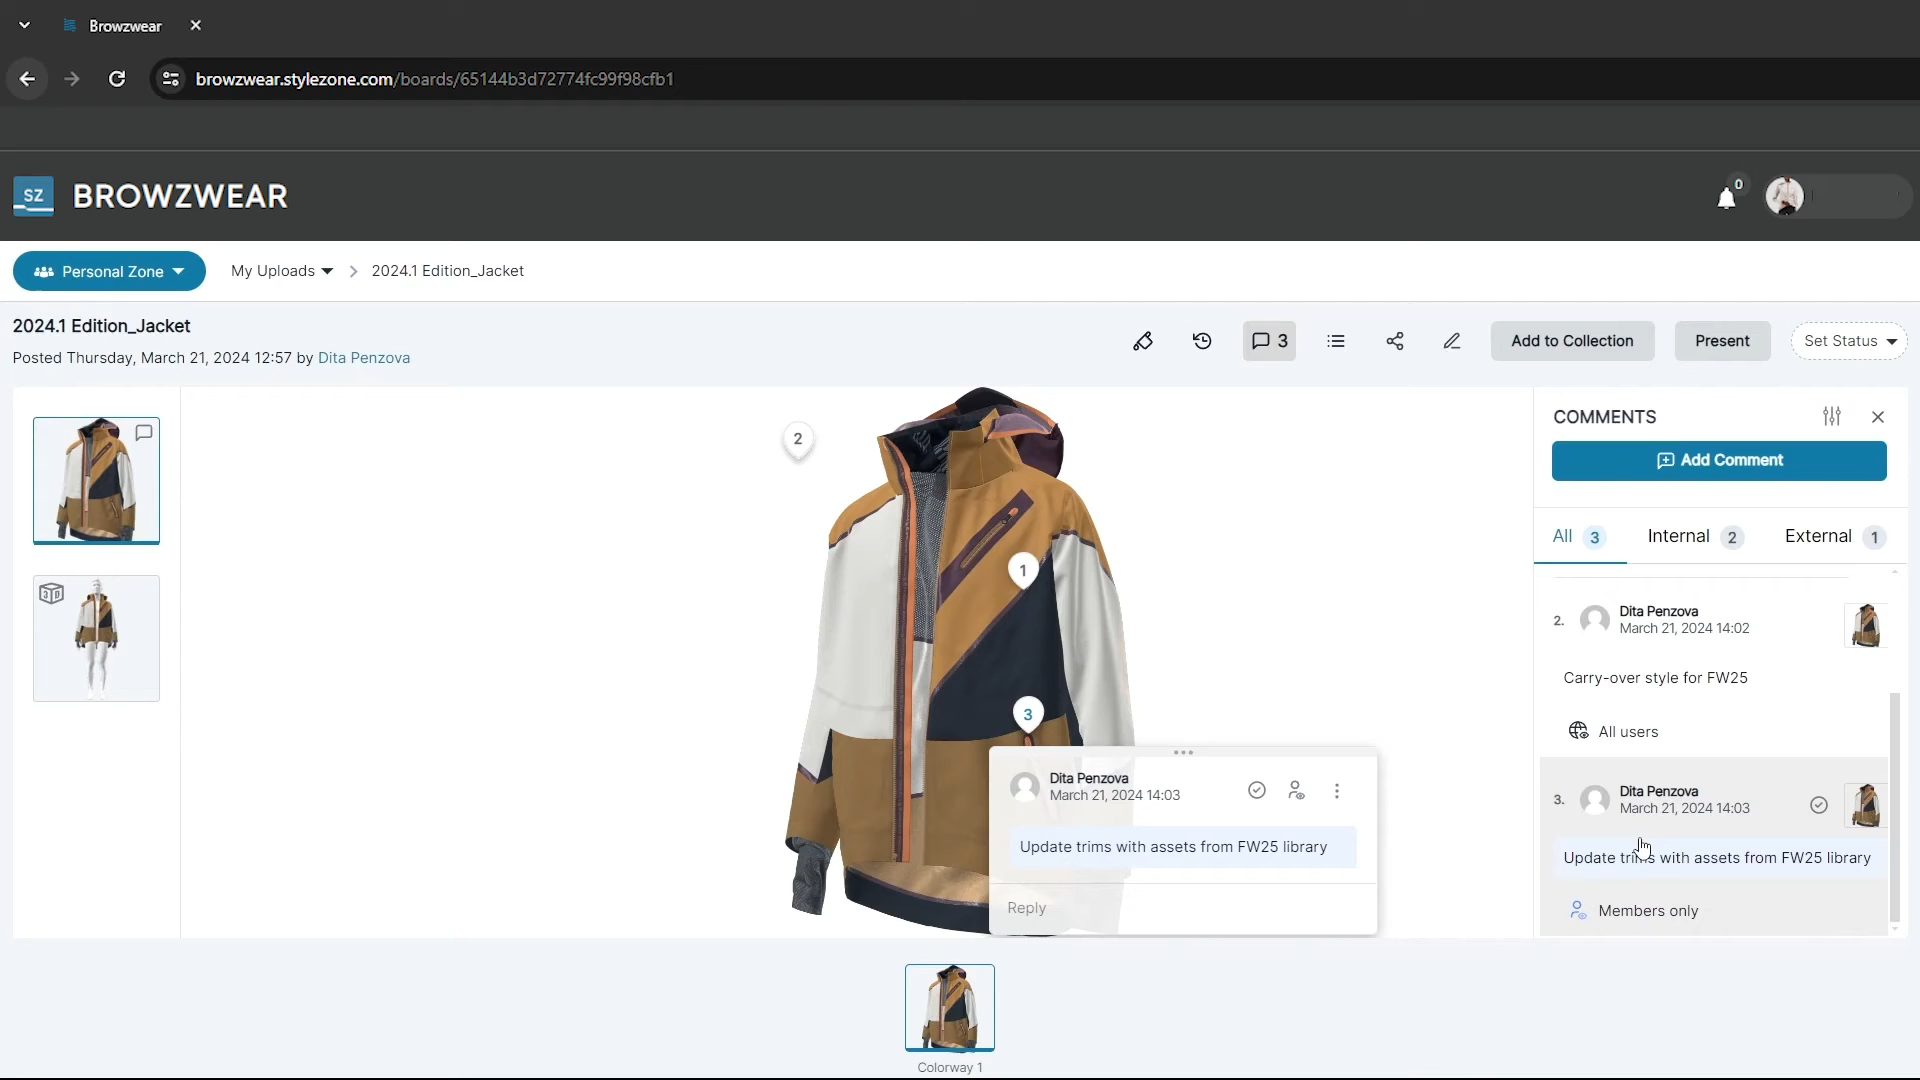 Browzwear
browzwear.stylezone.com/boards/65144b3d72774fc99f98cfb1
SZ BROWZWEAR
0
Personal Zone My Uploads 2024.1 Edition_Jacket
2024.1 Edition_Jacket
Posted Thursday, March 21, 2024 12:57 by Dita Penzova
3
Add to Collection
Present
Set Status
3D
2
1
3
Dita Penzova
March 21, 2024 14:03
Update trims with assets from FW25 library
Reply
COMMENTS
Add Comment
All 3 Internal 2 External 1
2. Dita Penzova
March 21, 2024 14:02
Carry-over style for FW25
All users
3. Dita Penzova
March 21, 2024 14:03
Update trims with assets from FW25 library
Members only
Colorway 1